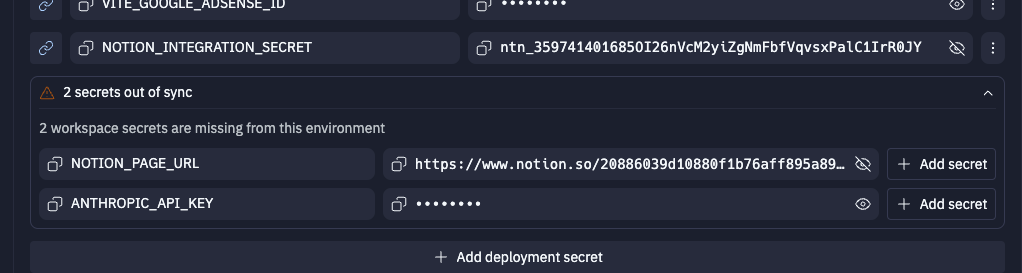 VITE_GOOGLE_ADSENSE_ID ••••••••
NOTION_INTEGRATION_SECRET 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
2 secrets out of sync
2 workspace secrets are missing from this environment
NOTION_PAGE_URL https://www.notion.so/20886039d10880f1b76aff895a89… + Add secret
ANTHROPIC_API_KEY •••••••• + Add secret
+ Add deployment secret